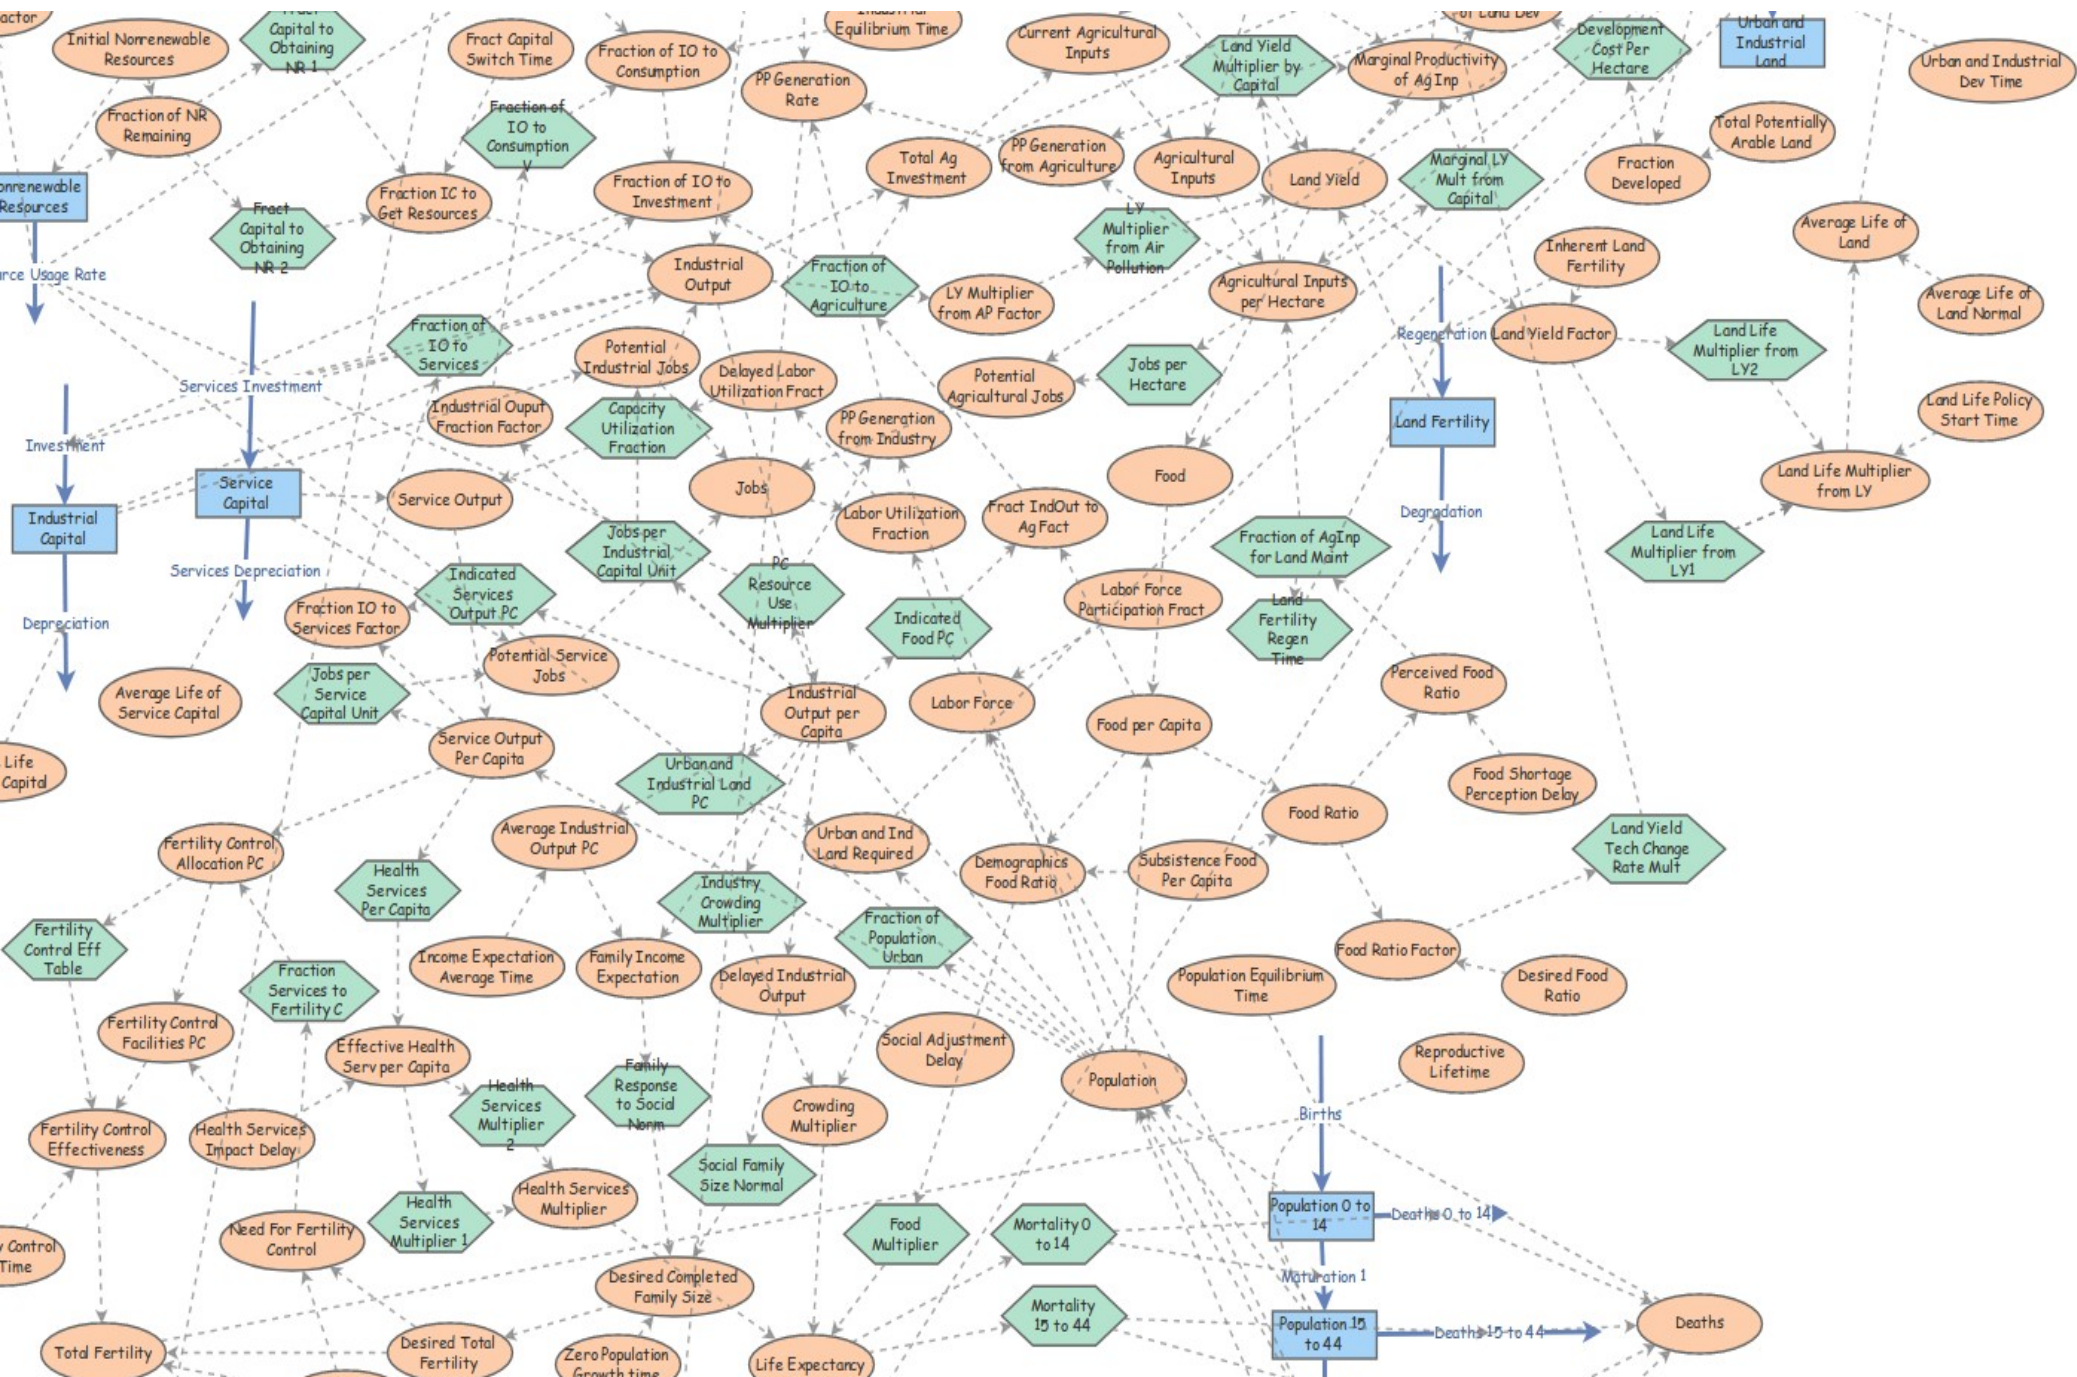 actor
Initial Nonrenewable
Resources
Capital to
Obtaining
NR 1
Fract Capital
Switch Time
Fraction of IO to
Consumption
Equilibrium Time
PP Generation
Rate
Current Agricultural
Inputs
Land Yield
Multiplier by
Capital
Marginal Productivity
of Ag Inp
of Land Dev
Development
Cost Per
Hectare
Urban and
Industrial
Land
Urban and Industrial
Dev Time
Fraction of NR
Remaining
Fraction of
IO to
Consumption
V
Total Ag
Investment
PP Generation
from Agriculture
Agricultural
Inputs
Land Yield
Marginal LY
Mult from
Capital
Fraction
Developed
Total Potentially
Arable Land
onrenewable
Resources
Fract
Capital to
Obtaining
NR 2
Fraction IC to
Get Resources
Fraction of IO to
Investment
LY
Multiplier
from Air
Pollution
Average Life of
Land
Inherent Land
Fertility
urce Usage Rate
Industrial
Output
Fraction of
IO to
Agriculture
LY Multiplier
from AP Factor
Agricultural Inputs
per Hectare
Average Life of
Land Normal
Regeneration
Land Yield Factor
Land Life
Multiplier from
LY2
Fraction of
IO to
Services
Potential
Industrial Jobs
Delayed Labor
Utilization Fract
Potential
Agricultural Jobs
Jobs per
Hectare
Services Investment
Industrial Ouput
Fraction Factor
Capacity
Utilization
Fraction
PP Generation
from Industry
Land Fertility
Land Life Policy
Start Time
Investment
Service
Capital
Service Output
Jobs
Food
Land Life Multiplier
from LY
Industrial
Capital
Labor Utilization
Fraction
Fract IndOut to
Ag Fact
Degradation
Jobs per
Industrial
Capital Unit
Fraction of AgInp
for Land Maint
Land Life
Multiplier from
LY1
Services Depreciation
Indicated
Services
Output PC
PC
Resource
Use
Multiplier
Labor Force
Participation Fract
Depreciation
Fraction IO to
Services Factor
Indicated
Food PC
Land
Fertility
Regen
Time
Potential Service
Jobs
Average Life of
Service Capital
Jobs per
Service
Capital Unit
Industrial
Output per
Capita
Labor Force
Food per Capita
Perceived Food
Ratio
Life
Capital
Service Output
Per Capita
Urban and
Industrial Land
PC
Food Shortage
Perception Delay
Fertility Control
Allocation PC
Average Industrial
Output PC
Urban and Ind
Land Required
Food Ratio
Demographics
Food Ratio
Subsistence Food
Per Capita
Land Yield
Tech Change
Rate Mult
Health
Services
Per Capita
Industry
Crowding
Multiplier
Fraction of
Population
Urban
Fertility
Control Eff
Table
Fraction
Services to
Fertility C
Income Expectation
Average Time
Family Income
Expectation
Delayed Industrial
Output
Food Ratio Factor
Population Equilibrium
Time
Desired Food
Ratio
Fertility Control
Facilities PC
Effective Health
Serv per Capita
Social Adjustment
Delay
Reproductive
Lifetime
Family
Response
to Social
Norm
Population
Health
Services
Multiplier
2
Crowding
Multiplier
Births
Fertility Control
Effectiveness
Health Services
Impact Delay
Social Family
Size Normal
Health Services
Multiplier
Health
Services
Multiplier 1
Need For Fertility
Control
Food
Multiplier
Mortality 0
to 14
Population 0 to
14
Deaths 0 to 14
y Control
Time
Maturation 1
Desired Completed
Family Size
Mortality
15 to 44
Population 15
to 44
Deaths 15 to 44
Deaths
Total Fertility
Desired Total
Fertility
Zero Population
Growth time
Life Expectancy